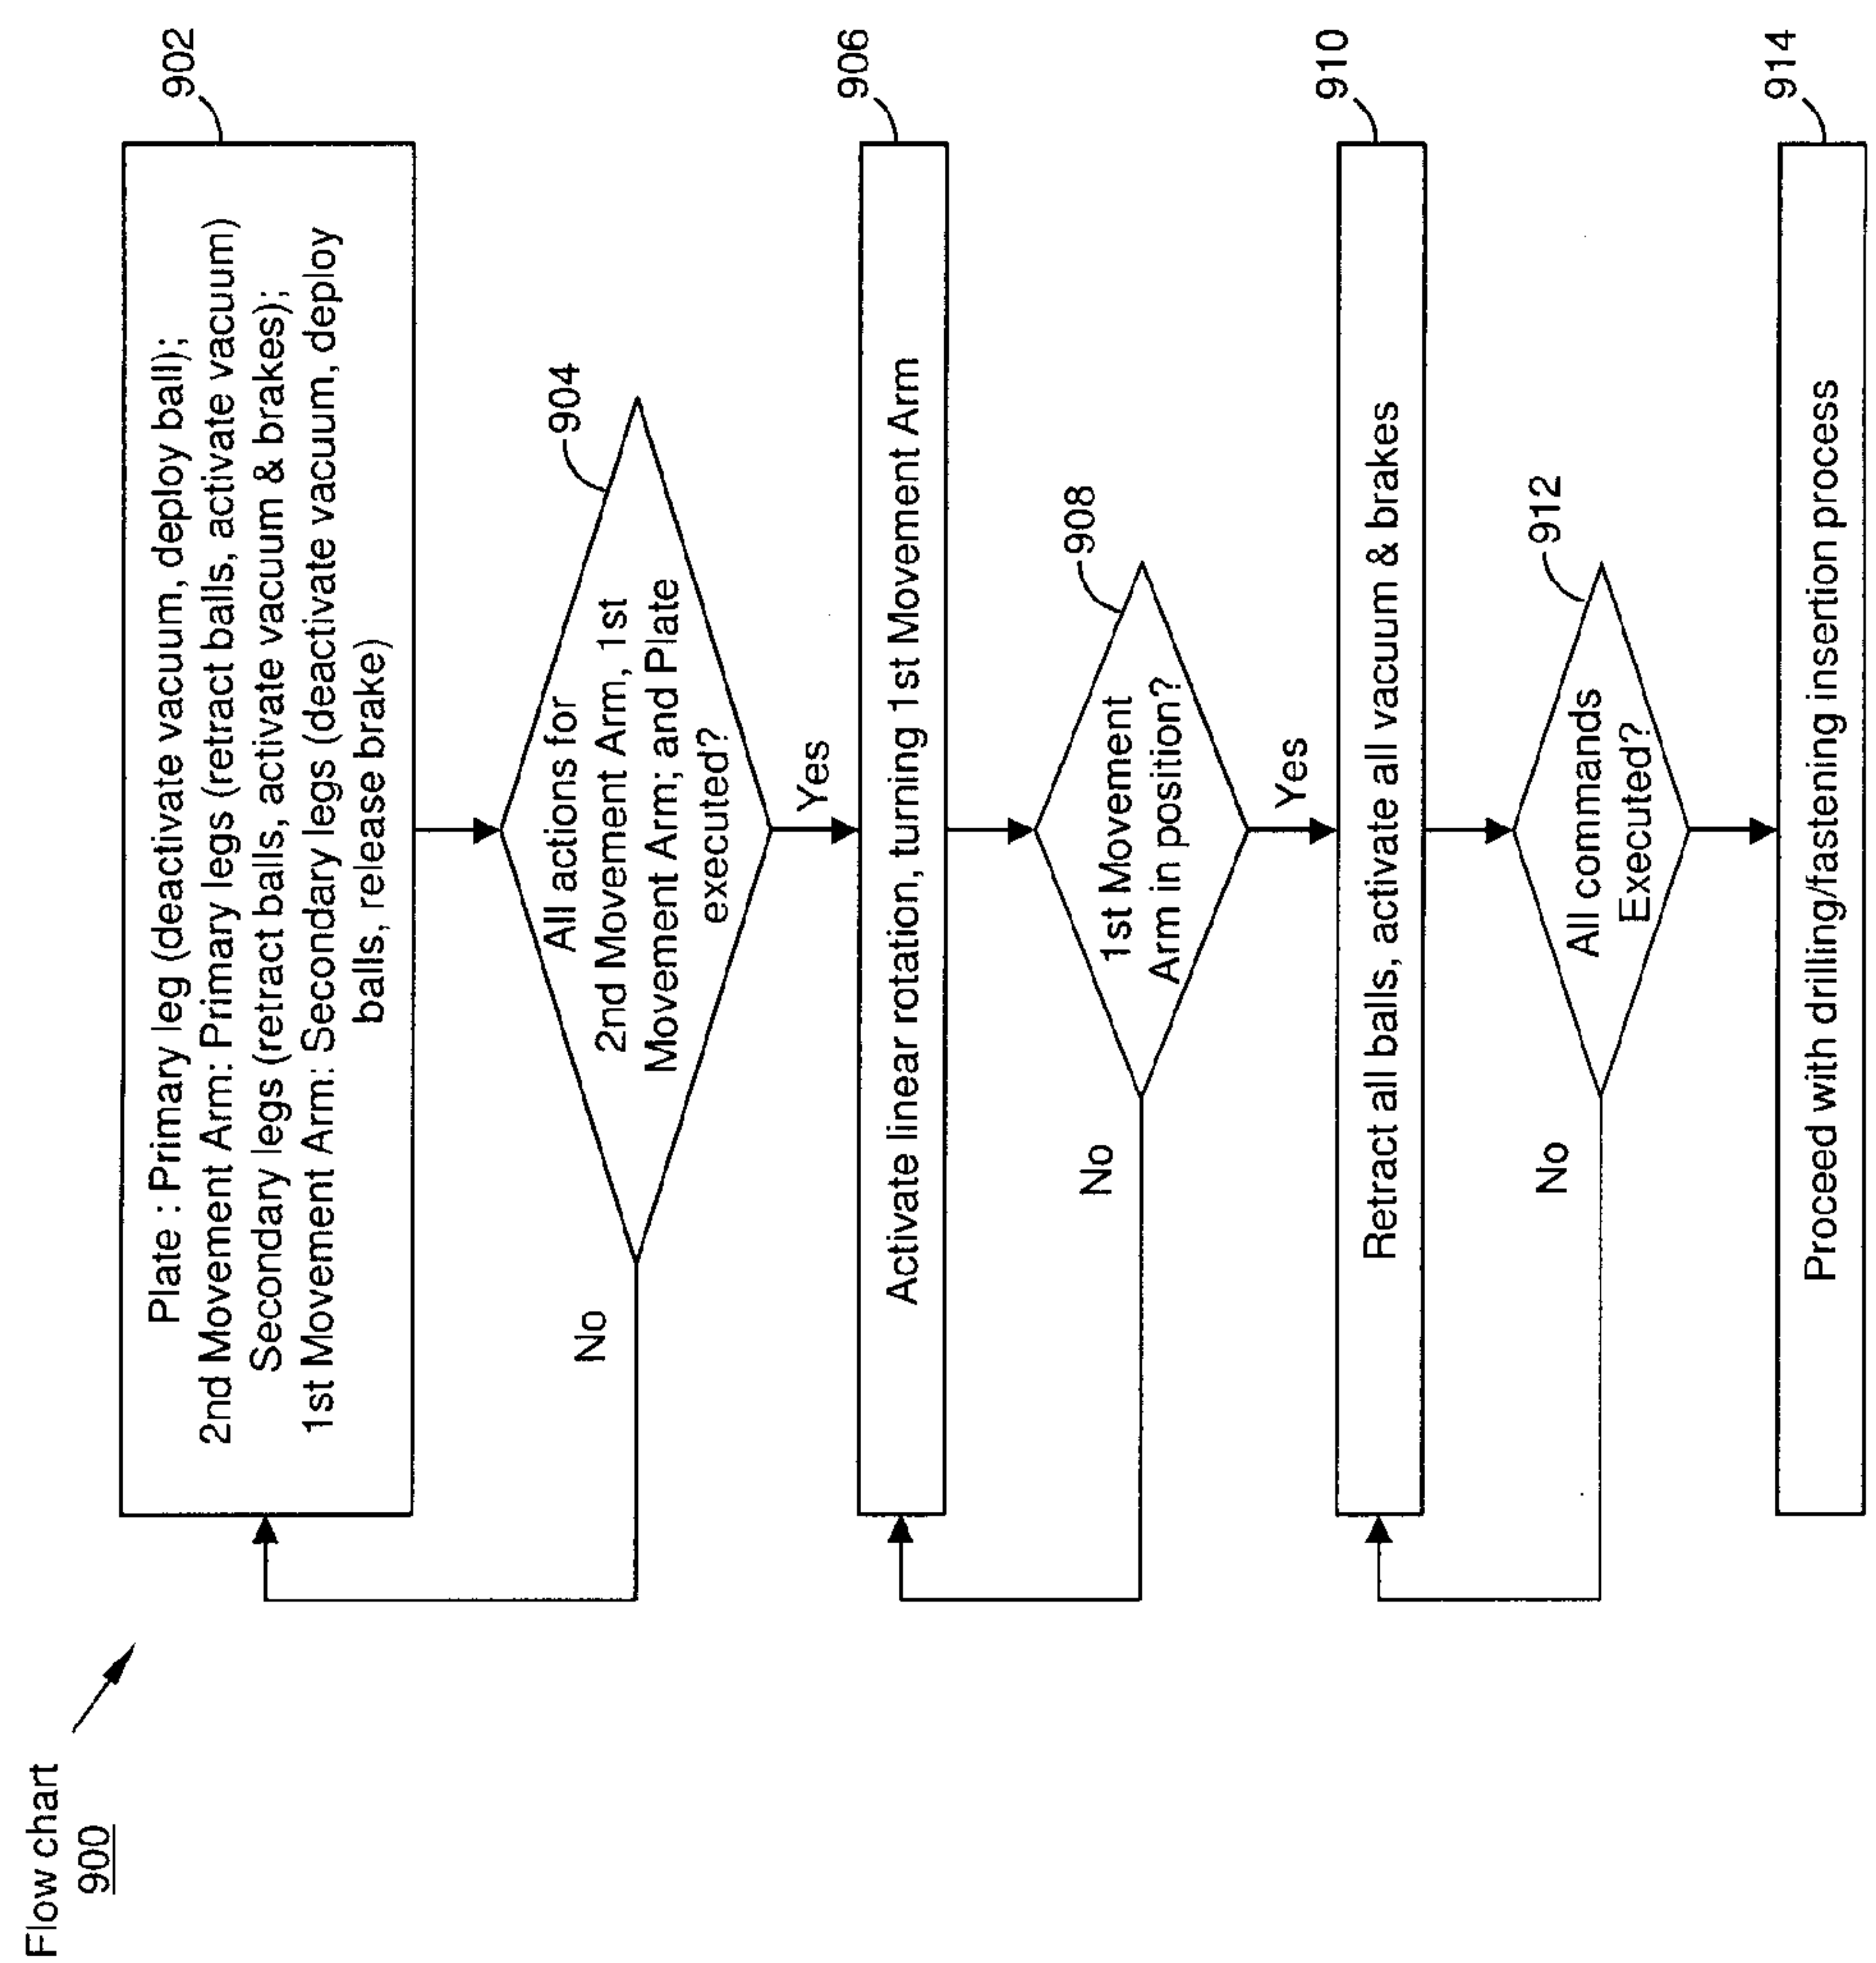 Flow chart
900
902
Plate : Primary leg (deactivate vacuum, deploy ball);
2nd Movement Arm: Primary legs (retract balls, activate vacuum)
Secondary legs (retract balls, activate vacuum & brakes);
1st Movement Arm: Secondary legs (deactivate vacuum, deploy
balls, release brake)
904
All actions for
2nd Movement Arm, 1st
Movement Arm; and Plate
executed?
No
Yes
906
Activate linear rotation, turning 1st Movement Arm
908
1st Movement
Arm in position?
No
Yes
910
Retract all balls, activate all vacuum & brakes
912
All commands
Executed?
No
914
Proceed with drilling/fastening insertion process